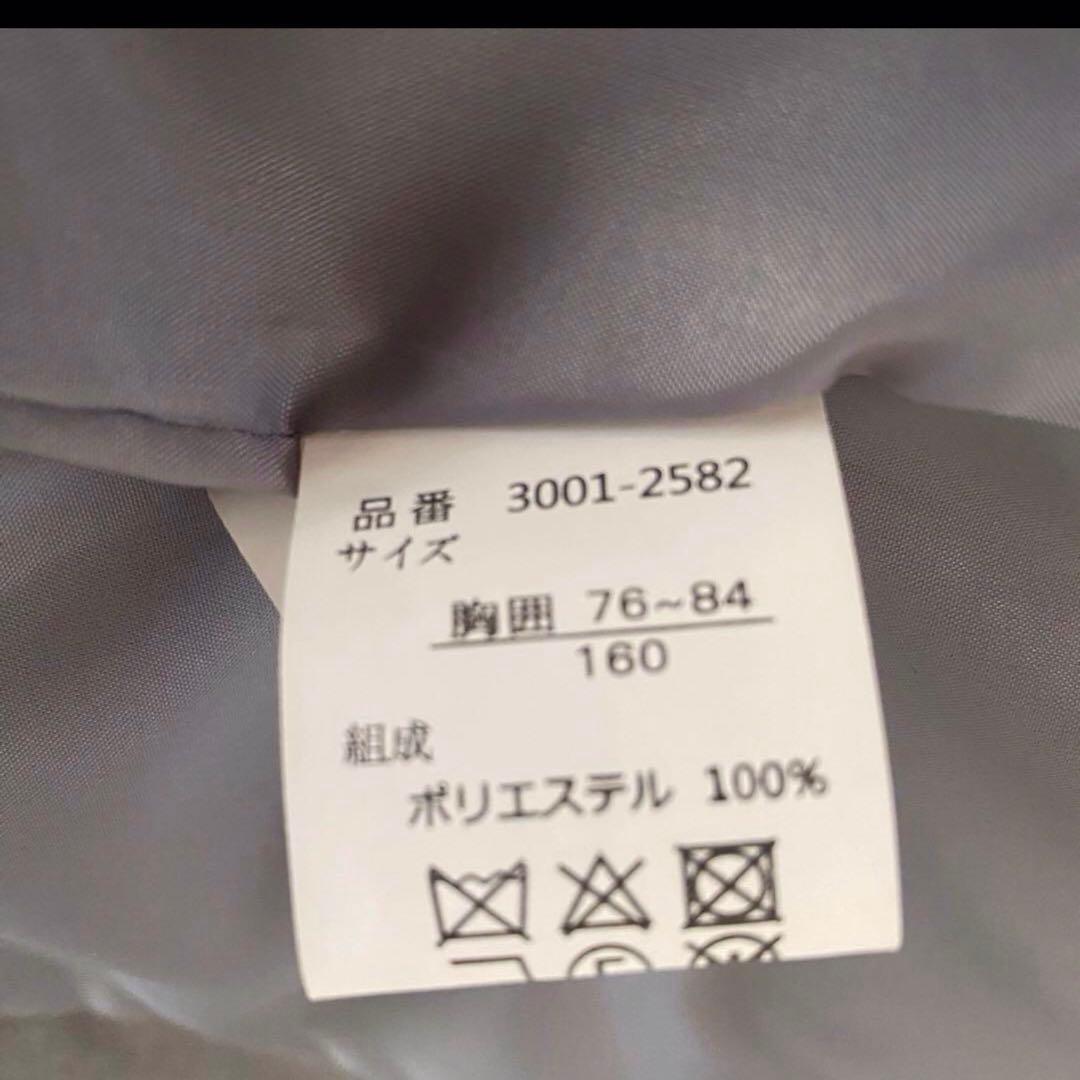 品番 3001-2582
サイズ
胸囲 76~84
160
組成
ポリエステル 100%